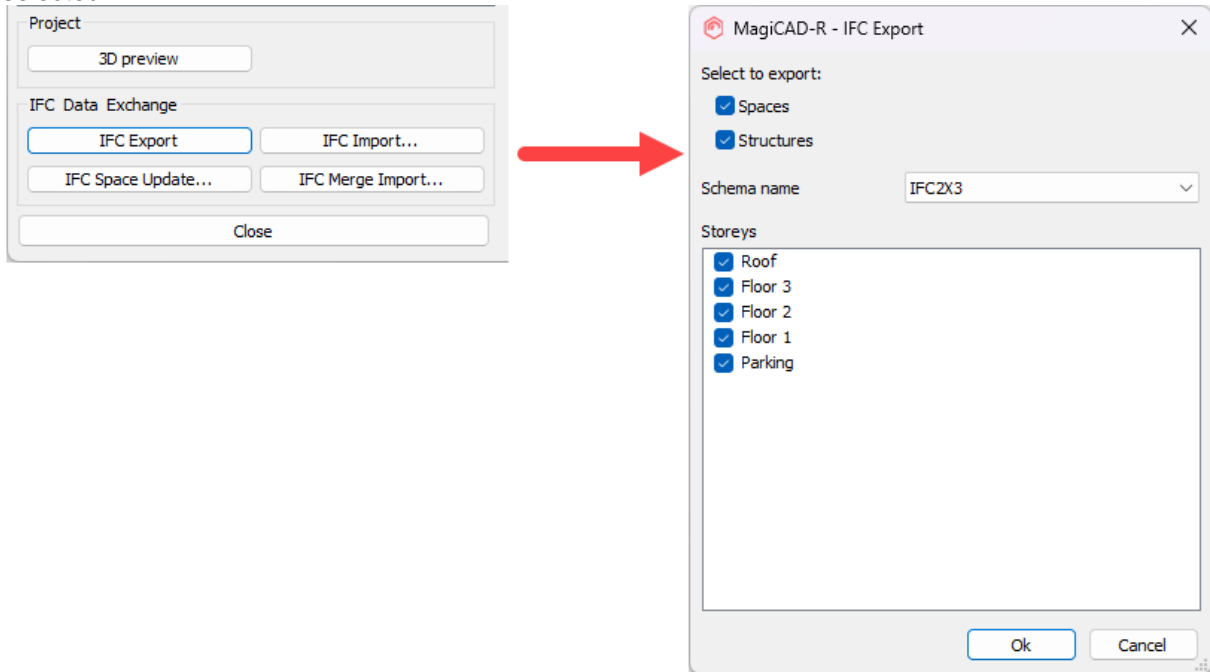 Project
3D preview
IFC Data Exchange
IFC Export
IFC Import...
IFC Space Update...
IFC Merge Import...
Close
MagiCAD-R - IFC Export
Select to export:
Spaces
Structures
Schema name
IFC2X3
Storeys
Roof
Floor 3
Floor 2
Floor 1
Parking
Ok
Cancel